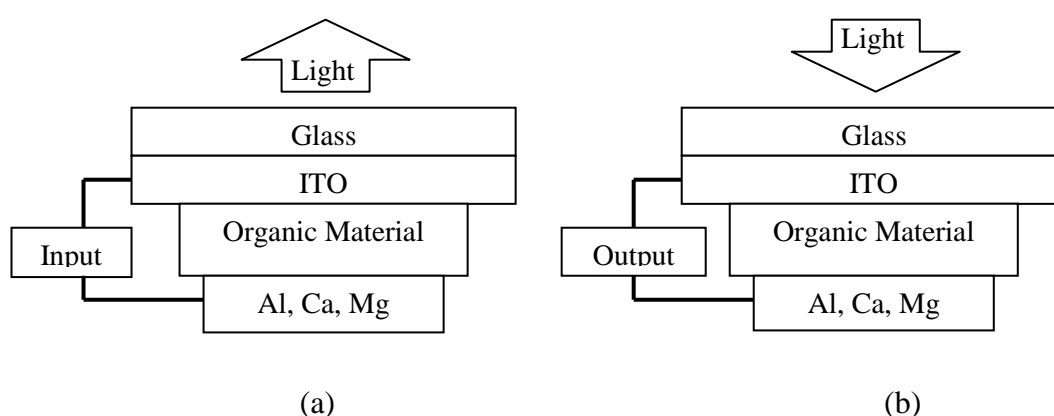 Light
Glass
ITO
Organic Material
Input
Al, Ca, Mg
(a)
Light
Glass
ITO
Organic Material
Output
Al, Ca, Mg
(b)